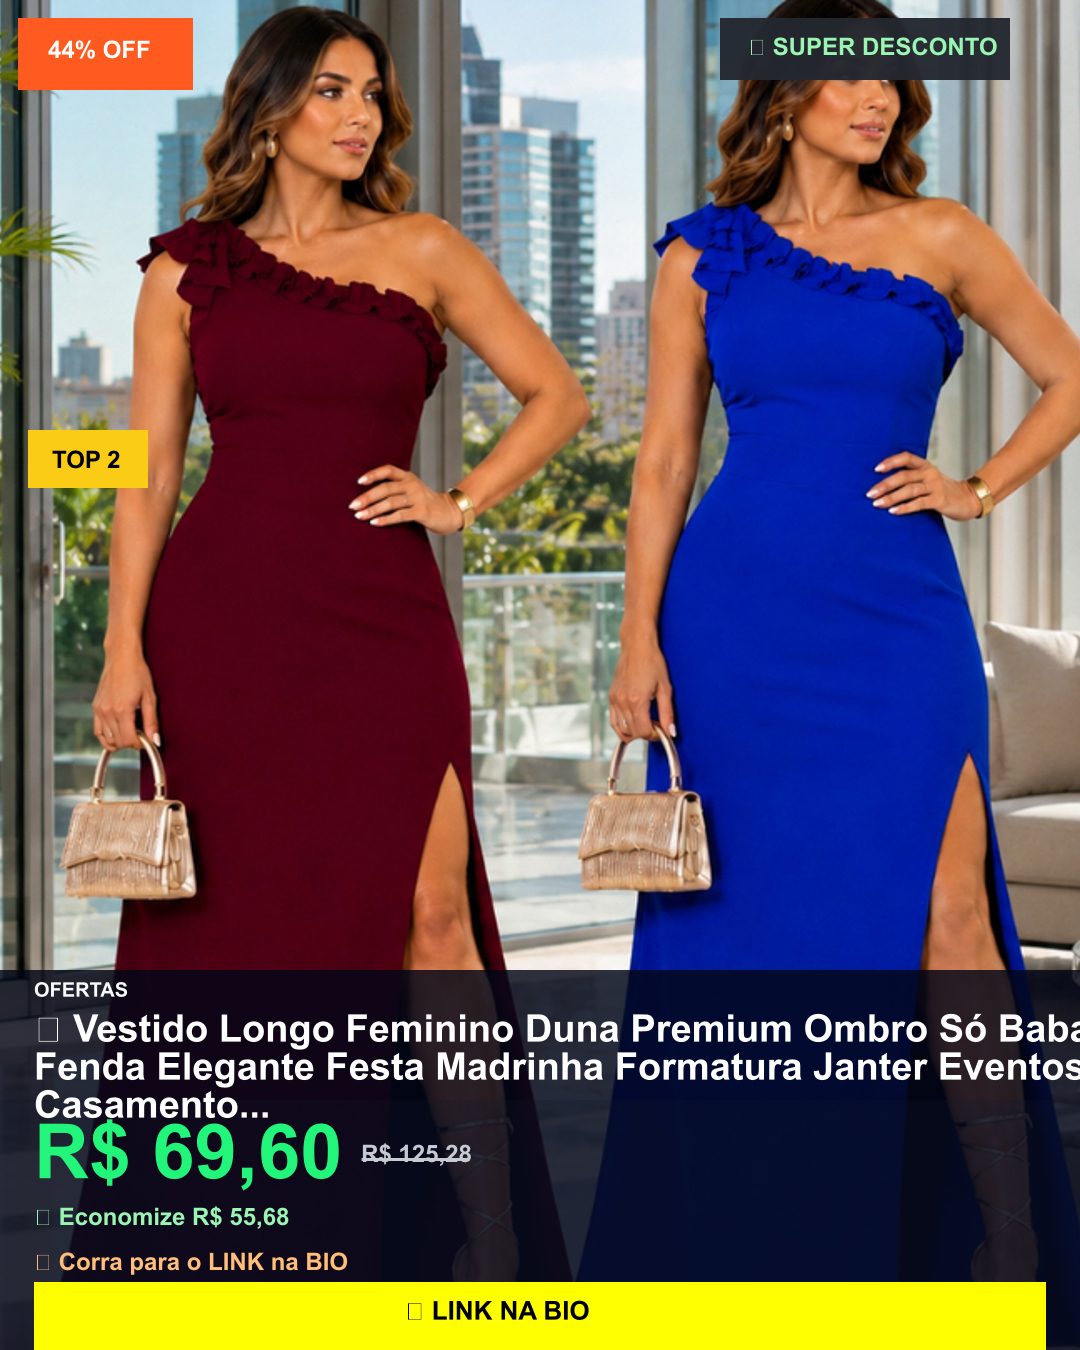 44% OFF
SUPER DESCONTO
TOP 2
OFERTAS
Vestido Longo Feminino Duna Premium Ombro Só Baba
Fenda Elegante Festa Madrinha Formatura Janter Eventos
Casamento...
R$ 69,60 R$ 125,28
Economize R$ 55,68
Corra para o LINK na BIO
LINK NA BIO